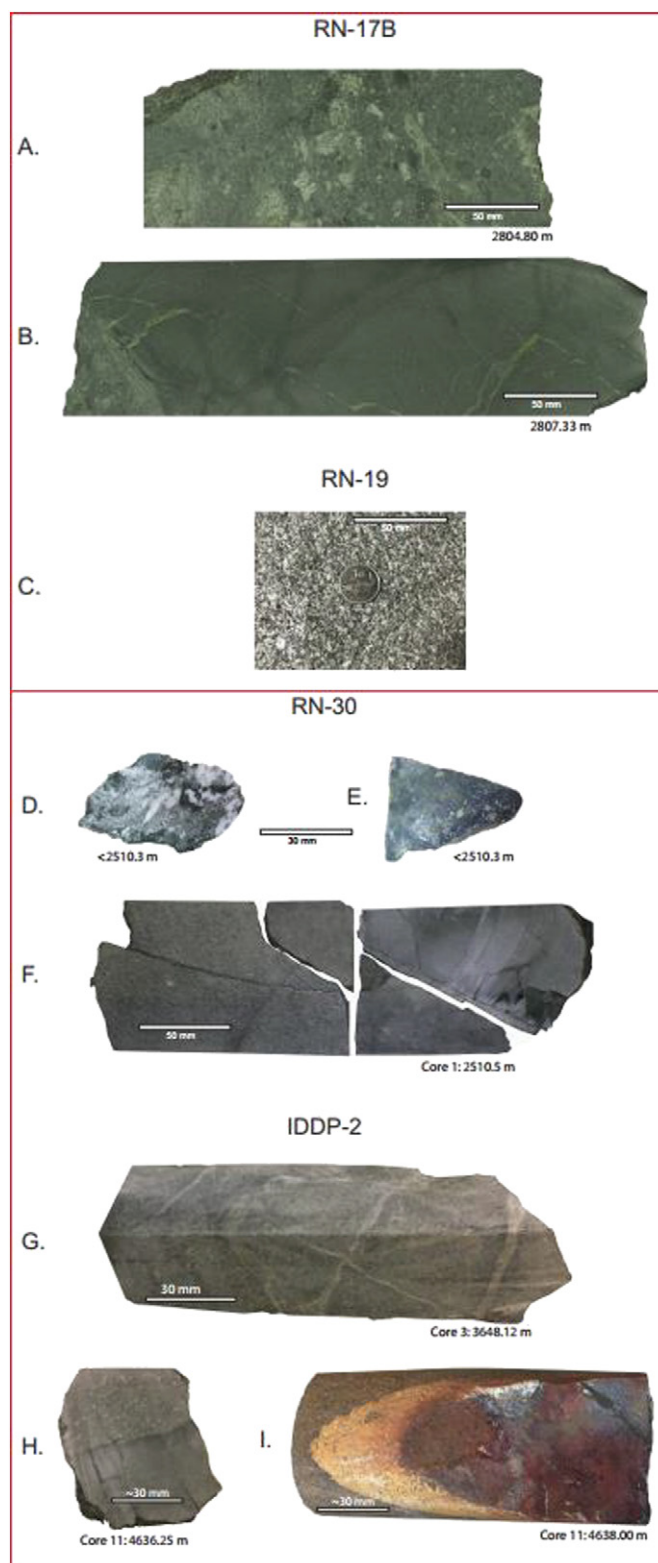 RN-17B
A.
50 mm
2804.80 m
B.
50 mm
2807.33 m
RN-19
50 mm
C.
RN-30
D.
E.
30 mm
<2510.3 m
<2510.3 m
F.
50 mm
Core 1: 2510.5 m
IDDP-2
G.
30 mm
Core 3: 3648.12 m
H.
I.
~30 mm
~30 mm
Core 11: 4636.25 m
Core 11: 4638.00 m